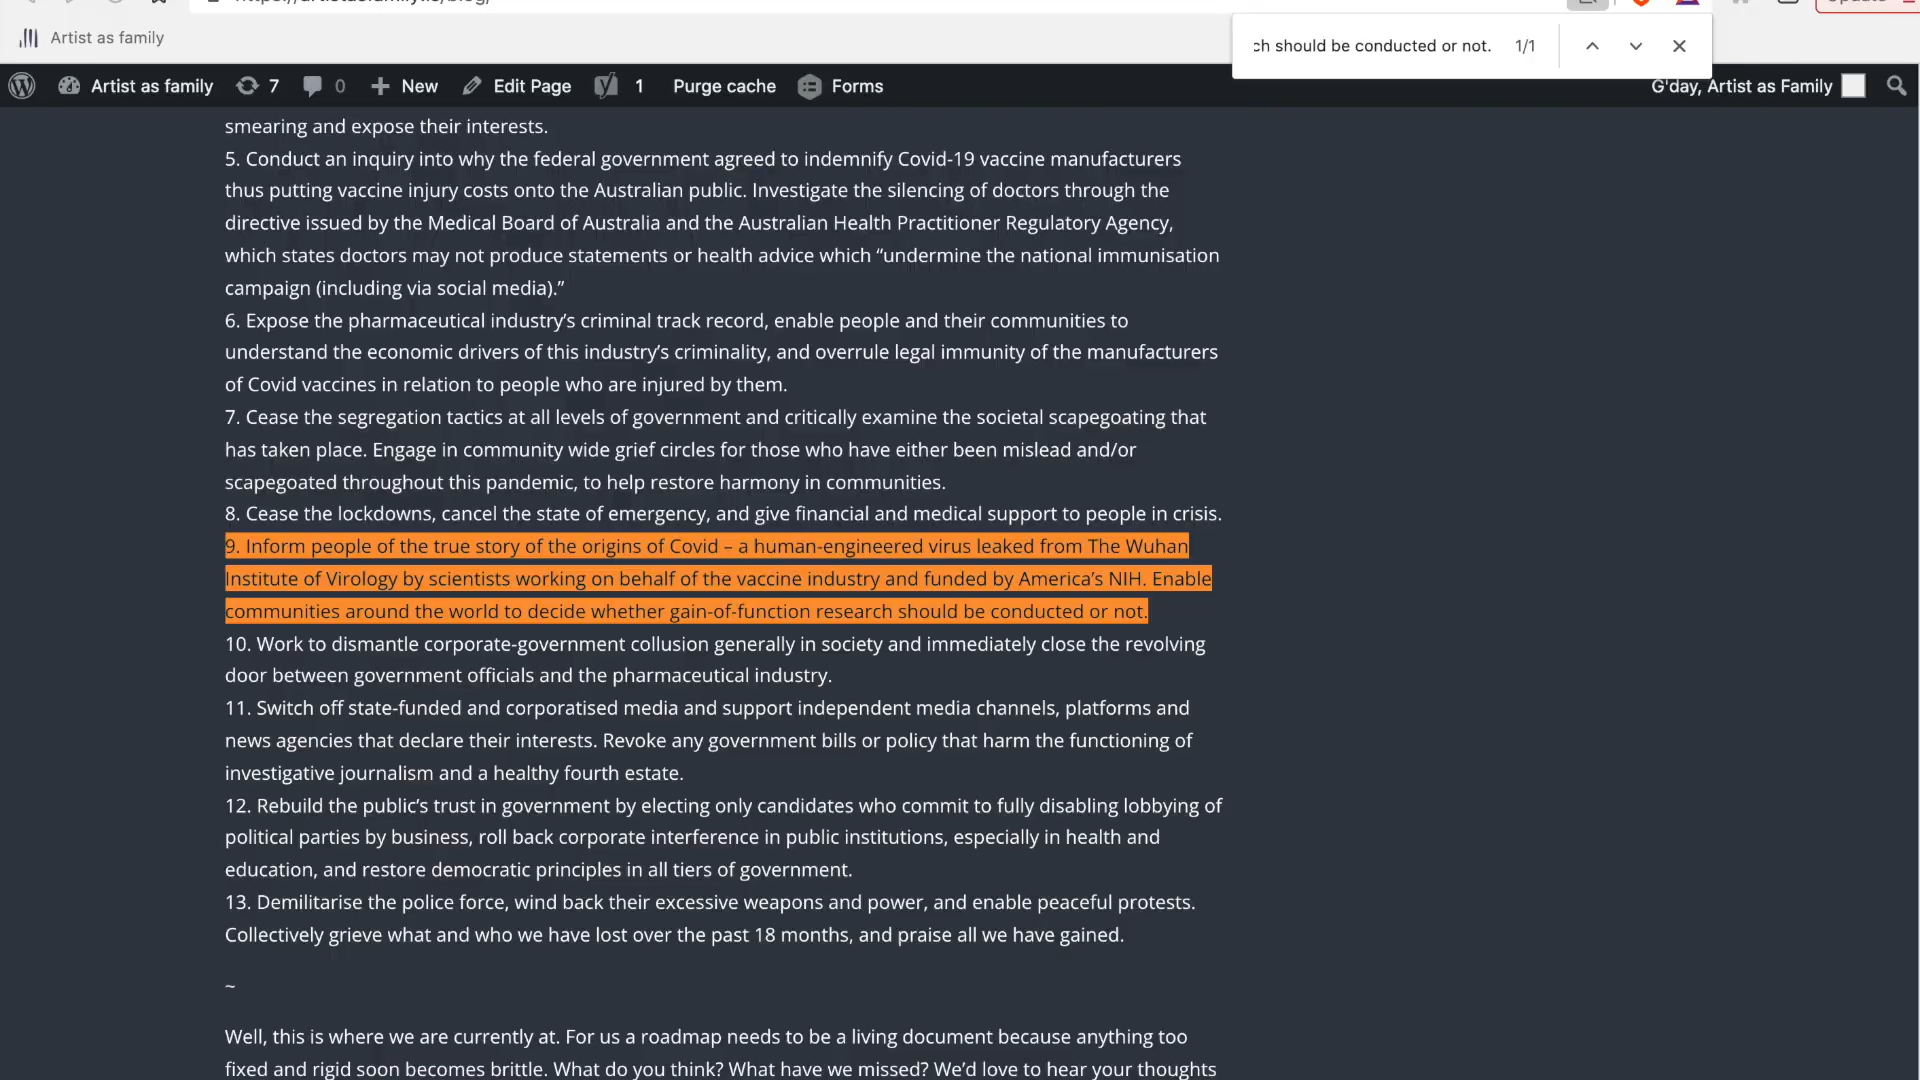 Artist as family
ch should be conducted or not. 1/1
Artist as family 7 0 New Edit Page 1 Purge cache Forms G'day, Artist as Family
smearing and expose their interests.
5. Conduct an inquiry into why the federal government agreed to indemnify Covid-19 vaccine manufacturers
thus putting vaccine injury costs onto the Australian public. Investigate the silencing of doctors through the
directive issued by the Medical Board of Australia and the Australian Health Practitioner Regulatory Agency,
which states doctors may not produce statements or health advice which “undermine the national immunisation
campaign (including via social media).”
6. Expose the pharmaceutical industry’s criminal track record, enable people and their communities to
understand the economic drivers of this industry’s criminality, and overrule legal immunity of the manufacturers
of Covid vaccines in relation to people who are injured by them.
7. Cease the segregation tactics at all levels of government and critically examine the societal scapegoating that
has taken place. Engage in community wide grief circles for those who have either been mislead and/or
scapegoated throughout this pandemic, to help restore harmony in communities.
8. Cease the lockdowns, cancel the state of emergency, and give financial and medical support to people in crisis.
9. Inform people of the true story of the origins of Covid – a human-engineered virus leaked from The Wuhan
Institute of Virology by scientists working on behalf of the vaccine industry and funded by America’s NIH. Enable
communities around the world to decide whether gain-of-function research should be conducted or not.
10. Work to dismantle corporate-government collusion generally in society and immediately close the revolving
door between government officials and the pharmaceutical industry.
11. Switch off state-funded and corporatised media and support independent media channels, platforms and
news agencies that declare their interests. Revoke any government bills or policy that harm the functioning of
investigative journalism and a healthy fourth estate.
12. Rebuild the public’s trust in government by electing only candidates who commit to fully disabling lobbying of
political parties by business, roll back corporate interference in public institutions, especially in health and
education, and restore democratic principles in all tiers of government.
13. Demilitarise the police force, wind back their excessive weapons and power, and enable peaceful protests.
Collectively grieve what and who we have lost over the past 18 months, and praise all we have gained.
~
Well, this is where we are currently at. For us a roadmap needs to be a living document because anything too
fixed and rigid soon becomes brittle. What do you think? What have we missed? We’d love to hear your thoughts